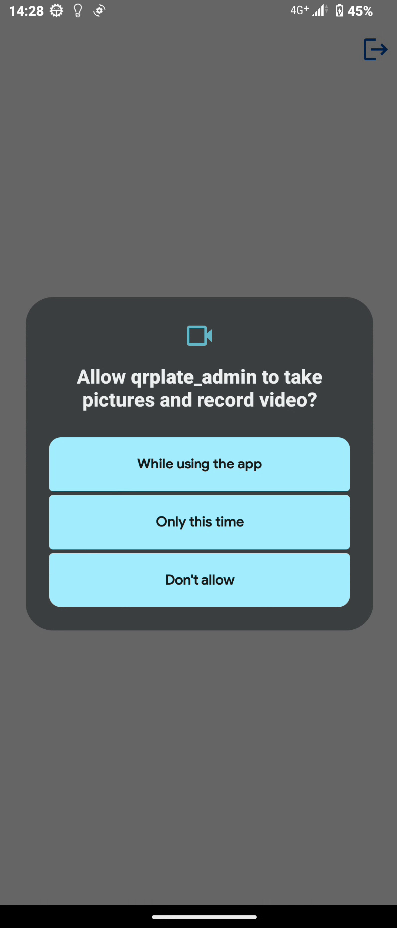 14:28 4G+ 45%
Allow qrplate_admin to take
pictures and record video?
While using the app
Only this time
Don't allow